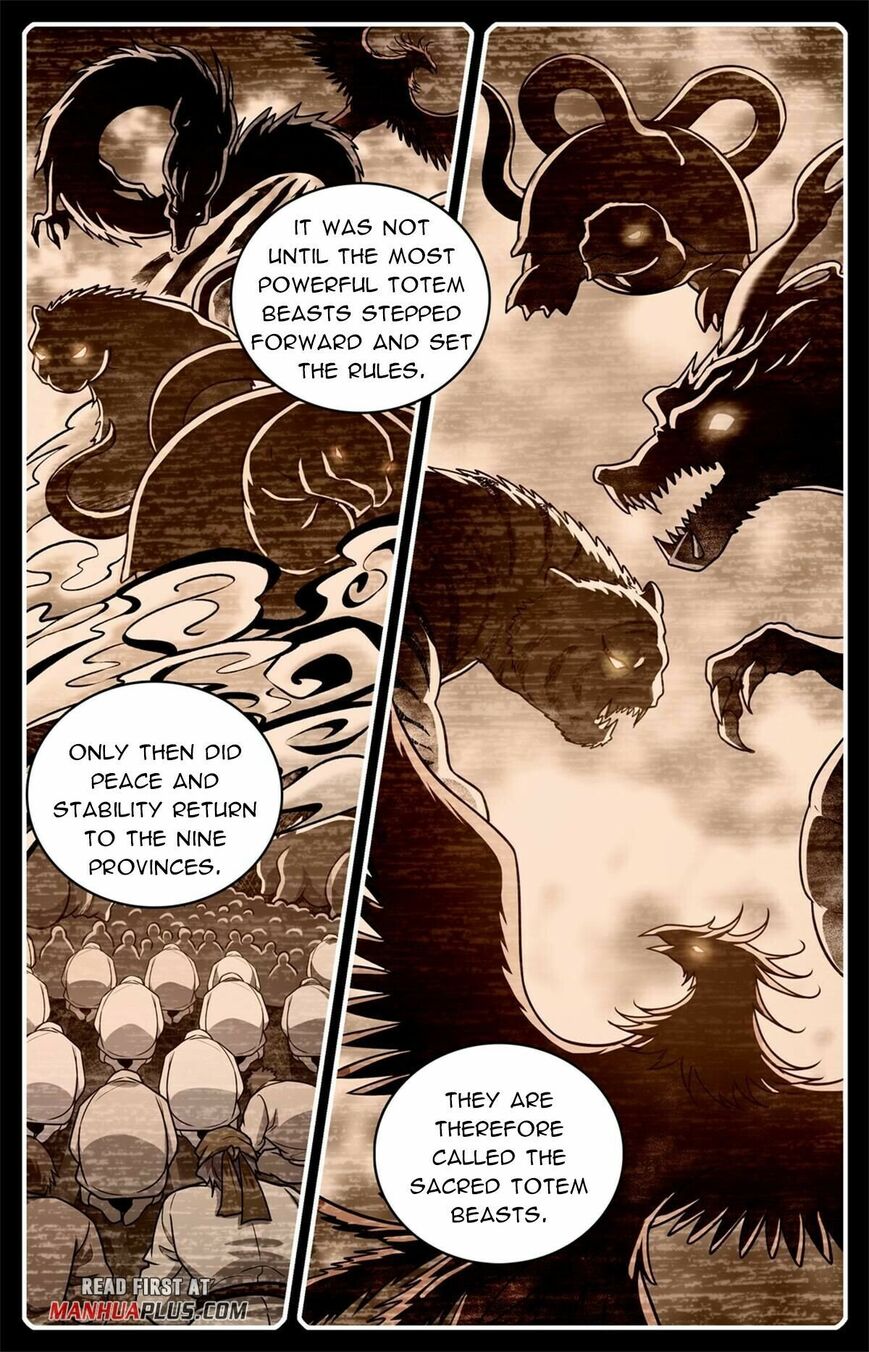 IT WAS NOT
UNTIL THE MOST
POWERFUL TOTEM
BEASTS STEPPED
FORWARD AND SET
THE RULES.
ONLY THEN DID
PEACE AND
STABILITY RETURN
TO THE NINE
PROVINCES.
THEY ARE
THEREFORE
CALLED THE
SACRED TOTEM
BEASTS.
READ FIRST AT
MANHUAPLUS.COM